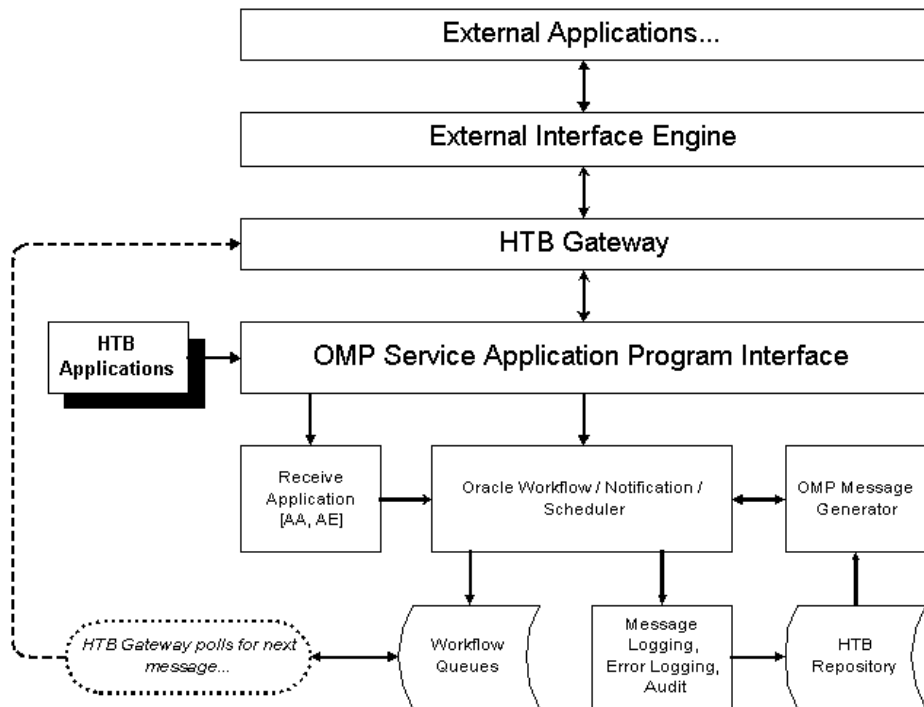 External Applications...
External Interface Engine
HTB Gateway
HTB
Applications
OMP Service Application Program Interface
Receive
Application
[AA, AE]
Oracle Workflow / Notification /
Scheduler
OMP Message
Generator
HTB Gateway polls for next
message...
Workflow
Queues
Message
Logging,
Error Logging,
Audit
HTB
Repository